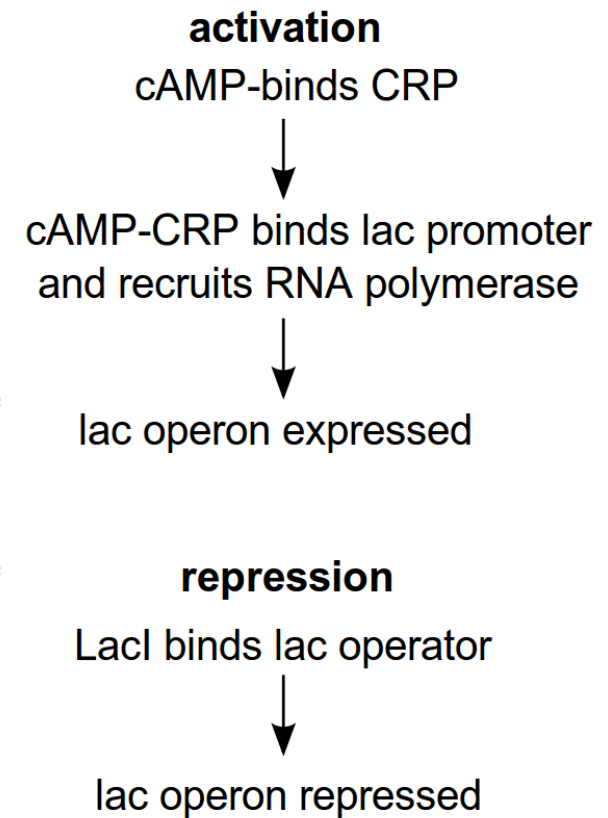 activation
cAMP-binds CRP
cAMP-CRP binds lac promoter
and recruits RNA polymerase
lac operon expressed
repression
LacI binds lac operator
lac operon repressed